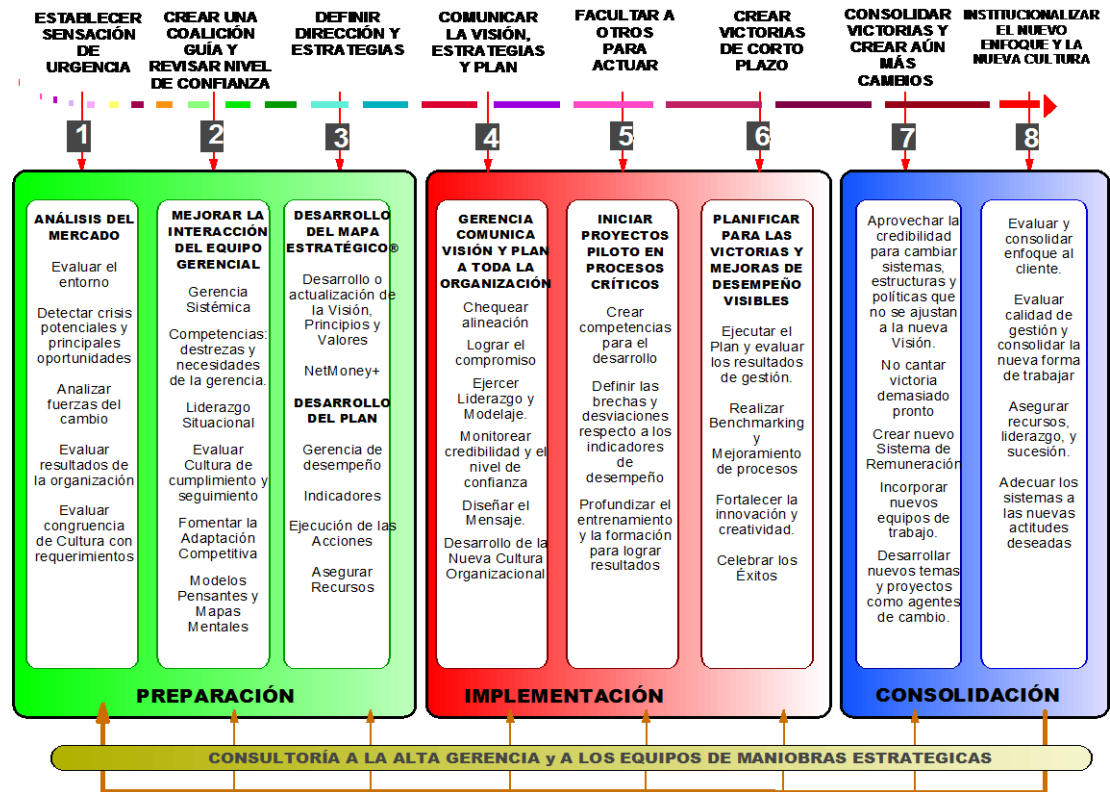 ESTABLECER
SENSACIÓN
DE
URGENCIA
CREAR UNA
COALICIÓN
GUÍA Y
REVISAR NIVEL
DE CONFIANZA
DEFINIR
DIRECCIÓN Y
ESTRATEGIAS
COMUNICAR
LA VISIÓN,
ESTRATEGIAS
Y PLAN
FACULTAR A
OTROS
PARA
ACTUAR
CREAR
VICTORIAS
DE CORTO
PLAZO
CONSOLIDAR
VICTORIAS Y
CREAR AÚN
MÁS
CAMBIOS
INSTITUCIONALIZAR
EL NUEVO
ENFOQUE Y LA
NUEVA CULTURA
1
2
3
4
5
6
7
8
ANÁLISIS DEL
MERCADO
Evaluar el
entorno
Detectar crisis
potenciales y
principales
oportunidades
Analizar
fuerzas del
cambio
Evaluar
resultados de
la organización
Evaluar
congruencia
de Cultura con
requerimientos
MEJORAR LA
INTERACCIÓN
DEL EQUIPO
GERENCIAL
Gerencia
Sistémica
Competencias:
destrezas y
necesidades
de la gerencia.
Liderazgo
Situacional
Evaluar
Cultura de
cumplimiento y
seguimiento
Fomentar la
Adaptación
Competitiva
Modelos
Pensantes y
Mapas
Mentales
DESARROLLO
DEL MAPA
ESTRATÉGICO®
Desarrollo o
actualización de
la Visión,
Principios y
Valores
NetMoney+
DESARROLLO
DEL PLAN
Gerencia de
desempeño
Indicadores
Ejecución de las
Acciones
Asegurar
Recursos
PREPARACIÓN
GERENCIA
COMUNICA
VISIÓN Y PLAN
A TODA LA
ORGANIZACIÓN
Chequear
alineación
Lograr el
compromiso
Ejercer
Liderazgo y
Modelaje.
Monitorear
credibilidad y el
nivel de
confianza
Diseñar el
Mensaje.
Desarrollo de la
Nueva Cultura
Organizacional
INICIAR
PROYECTOS
PILOTO EN
PROCESOS
CRÍTICOS
Crear
competencias
para el
desarrollo
Definir las
brechas y
desviaciones
respecto a los
indicadores
de
desempeño
Profundizar el
entrenamiento
y la formación
para lograr
resultados
PLANIFICAR
PARA LAS
VICTORIAS Y
MEJORAS DE
DESEMPEÑO
VISIBLES
Ejecutar el
Plan y evaluar
los resultados
de gestión.
Realizar
Benchmarking
y
Mejoramiento
de procesos
Fortalecer la
innovación y
creatividad.
Celebrar los
Éxitos
IMPLEMENTACIÓN
Aprovechar la
credibilidad
para cambiar
sistemas,
estructuras y
políticas que
no se ajustan
a la nueva
Visión.
No cantar
victoria
demasiado
pronto
Crear nuevo
Sistema de
Remuneración
Incorporar
nuevos
equipos de
trabajo.
Desarrollar
nuevos temas
y proyectos
como agentes
de cambio.
Evaluar y
consolidar
enfoque al
cliente.
Evaluar
calidad de
gestión y
consolidar la
nueva forma
de trabajar
Asegurar
recursos,
liderazgo, y
sucesión.
Adecuar los
sistemas a
las nuevas
actitudes
deseadas
CONSOLIDACIÓN
CONSULTORÍA A LA ALTA GERENCIA y A LOS EQUIPOS DE MANIOBRAS ESTRATEGICAS